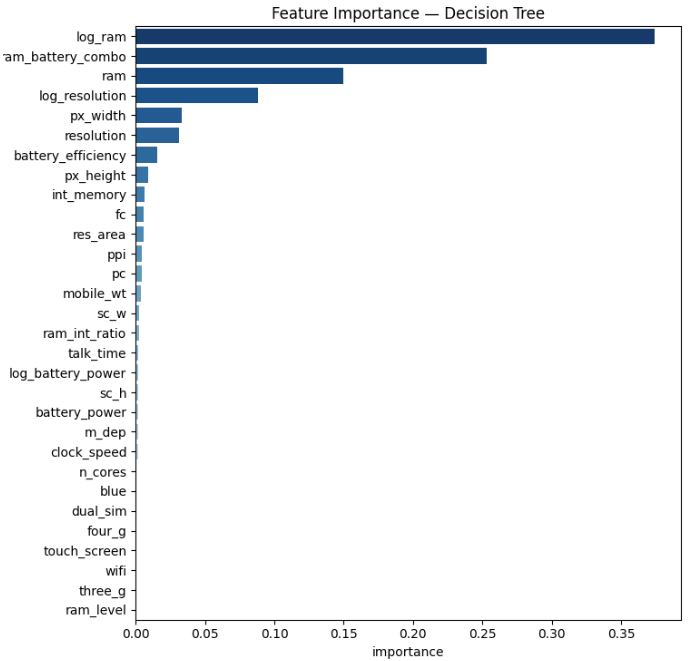 Feature Importance — Decision Tree
log_ram
ram_battery_combo
ram
log_resolution
px_width
resolution
battery_efficiency
px_height
int_memory
fc
res_area
ppi
pc
mobile_wt
sc_w
ram_int_ratio
talk_time
log_battery_power
sc_h
battery_power
m_dep
clock_speed
n_cores
blue
dual_sim
four_g
touch_screen
wifi
three_g
ram_level
0.00 0.05 0.10 0.15 0.20 0.25 0.30 0.35
importance